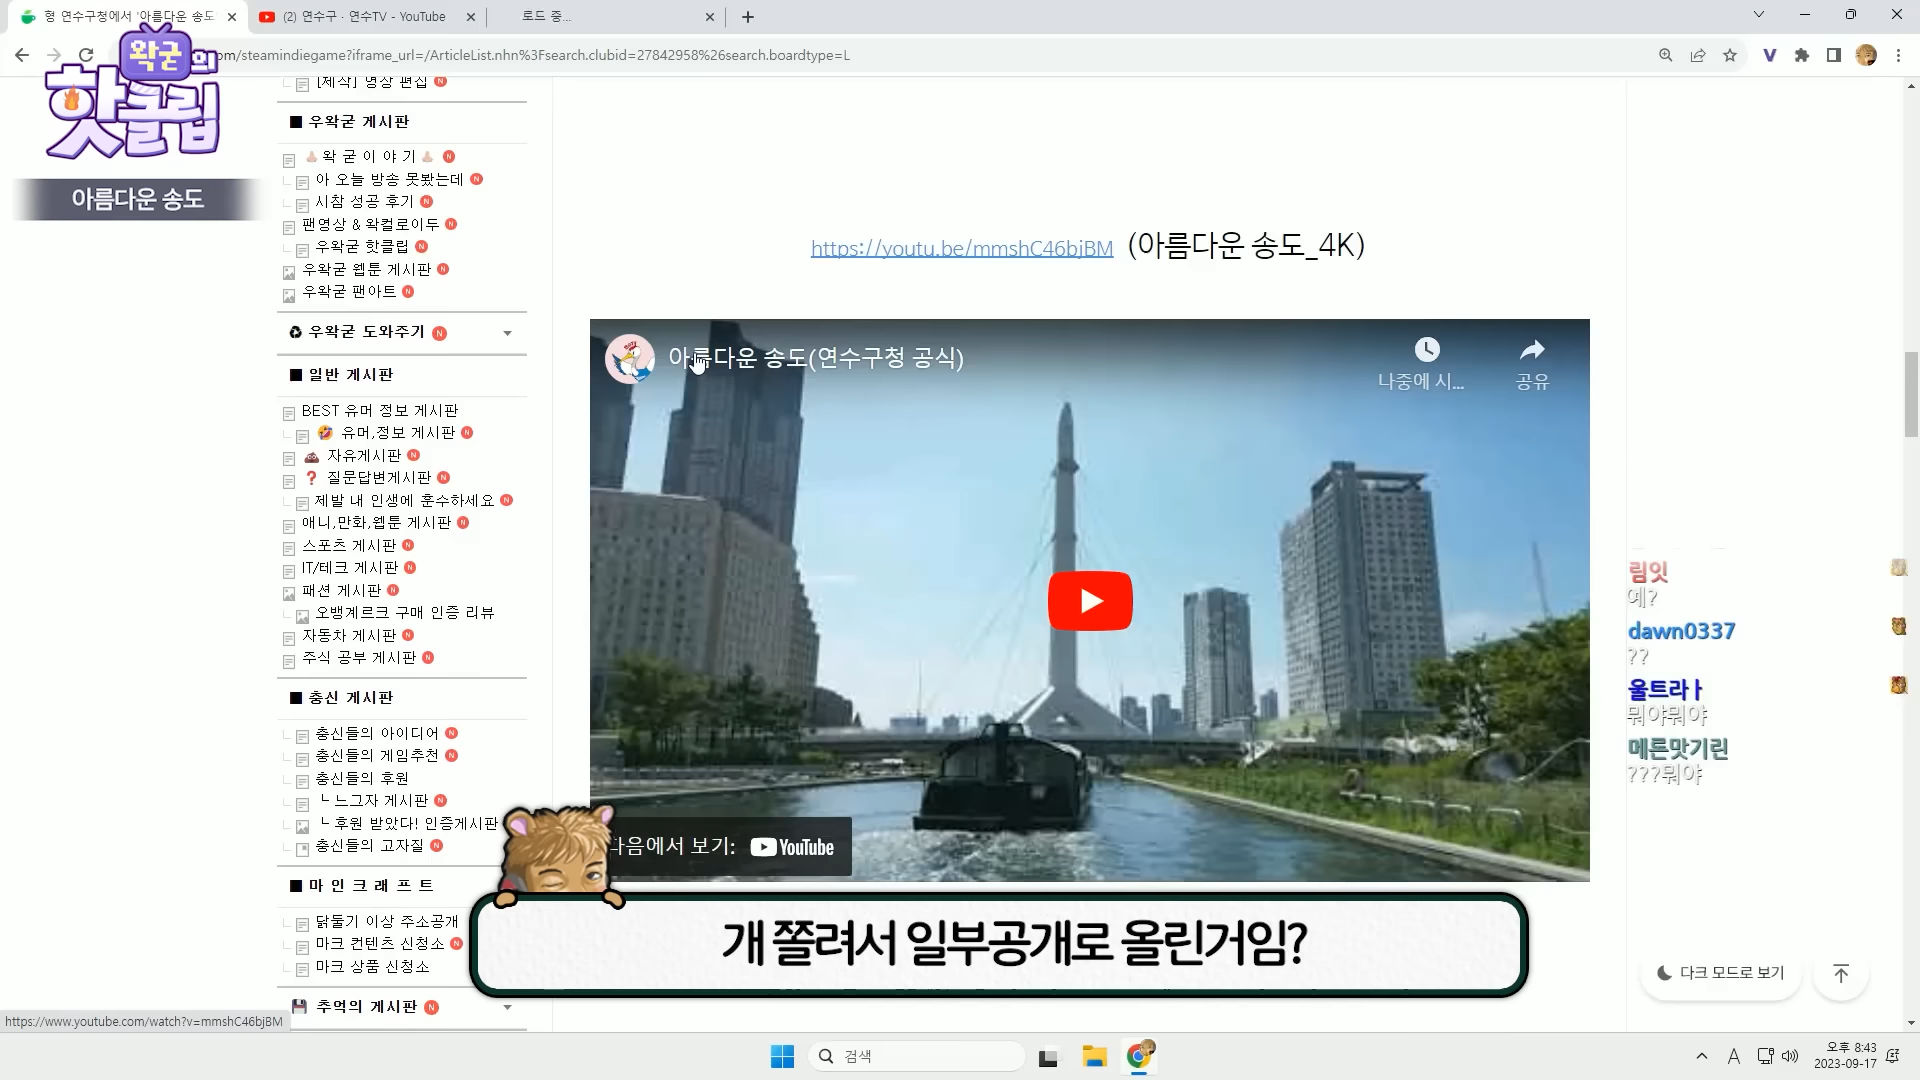 형 연수구청에서 '아름다운 송도
(2) 연수구 · 연수TV - YouTube
로드 중...
om/steamindiegame?iframe_url=/ArticleList.nhn%3Fsearch.clubid=27842958%26search.boardtype=L
왁굳의
핫클립
아름다운 송도
[제작] 영상 편집
■ 우왁굳 게시판
왁 굳 이 야 기
아 오늘 방송 못봤는데
시참 성공 후기
팬영상 & 왁컬로이두
우왁굳 핫클립
우왁굳 웹툰 게시판
우왁굳 팬아트
우왁굳 도와주기
■ 일반 게시판
BEST 유머 정보 게시판
유머,정보 게시판
자유게시판
질문답변게시판
제발 내 인생에 훈수하세요
애니,만화,웹툰 게시판
스포츠 게시판
IT/테크 게시판
패션 게시판
오뱅계르크 구매 인증 리뷰
자동차 게시판
주식 공부 게시판
■ 충신 게시판
충신들의 아이디어
충신들의 게임추천
충신들의 후원
└ 느그자 게시판
└ 후원 받았다! 인증게시판
충신들의 고자질
■ 마 인 크 래 프 트
닭둘기 이상 주소공개
마크 컨텐츠 신청소
마크 상품 신청소
추억의 게시판
https://www.youtube.com/watch?v=mmshC46bjBM
https://youtu.be/mmshC46bjBM (아름다운 송도_4K)
아름다운 송도(연수구청 공식)
나중에 시...
공유
다음에서 보기: YouTube
개 쫄려서 일부공개로 올린거임?
림잇
예?
dawn0337
??
울트라ㅏ
뭐야뭐야
메른맛기린
???뭐야
다크 모드로 보기
검색
A
오후 8:43
2023-09-17